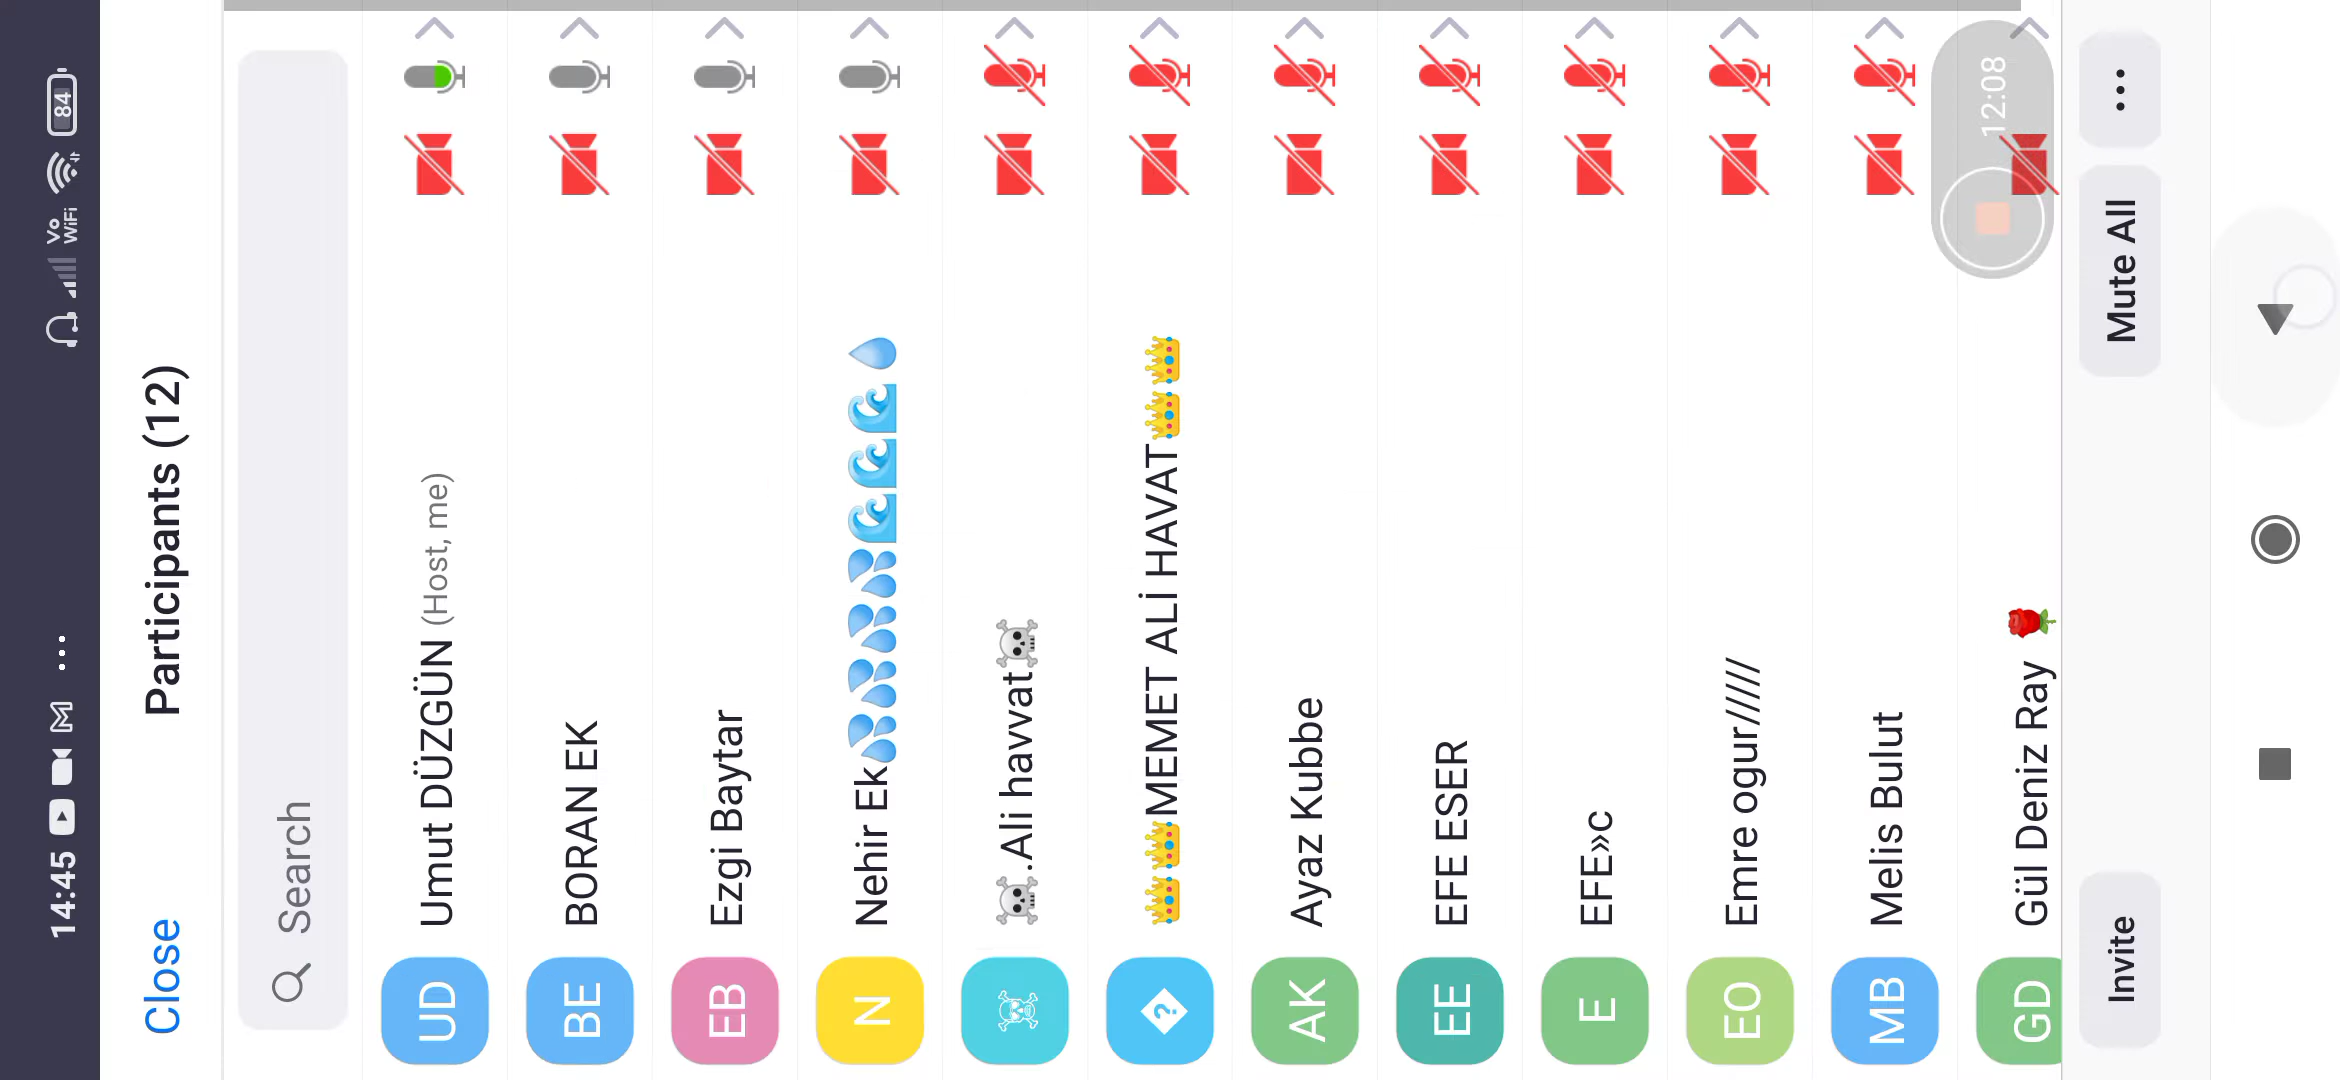 14:45 ... Vo WiFi 84
Close Participants (12)
Search
UD Umut DÜZGÜN (Host, me)
BE BORAN EK
EB Ezgi Baytar
N Nehir Ek💦💦💦💦🌊🌊🌊💧
☠ ☠.Ali havvat☠
👑👑MEMET ALİ HAVAT👑👑
AK Ayaz Kubbe
EE EFE ESER
E EFE»c
EO Emre ogur//////
MB Melis Bulut
12:08
GD Gül Deniz Ray 🌹
Invite Mute All ...